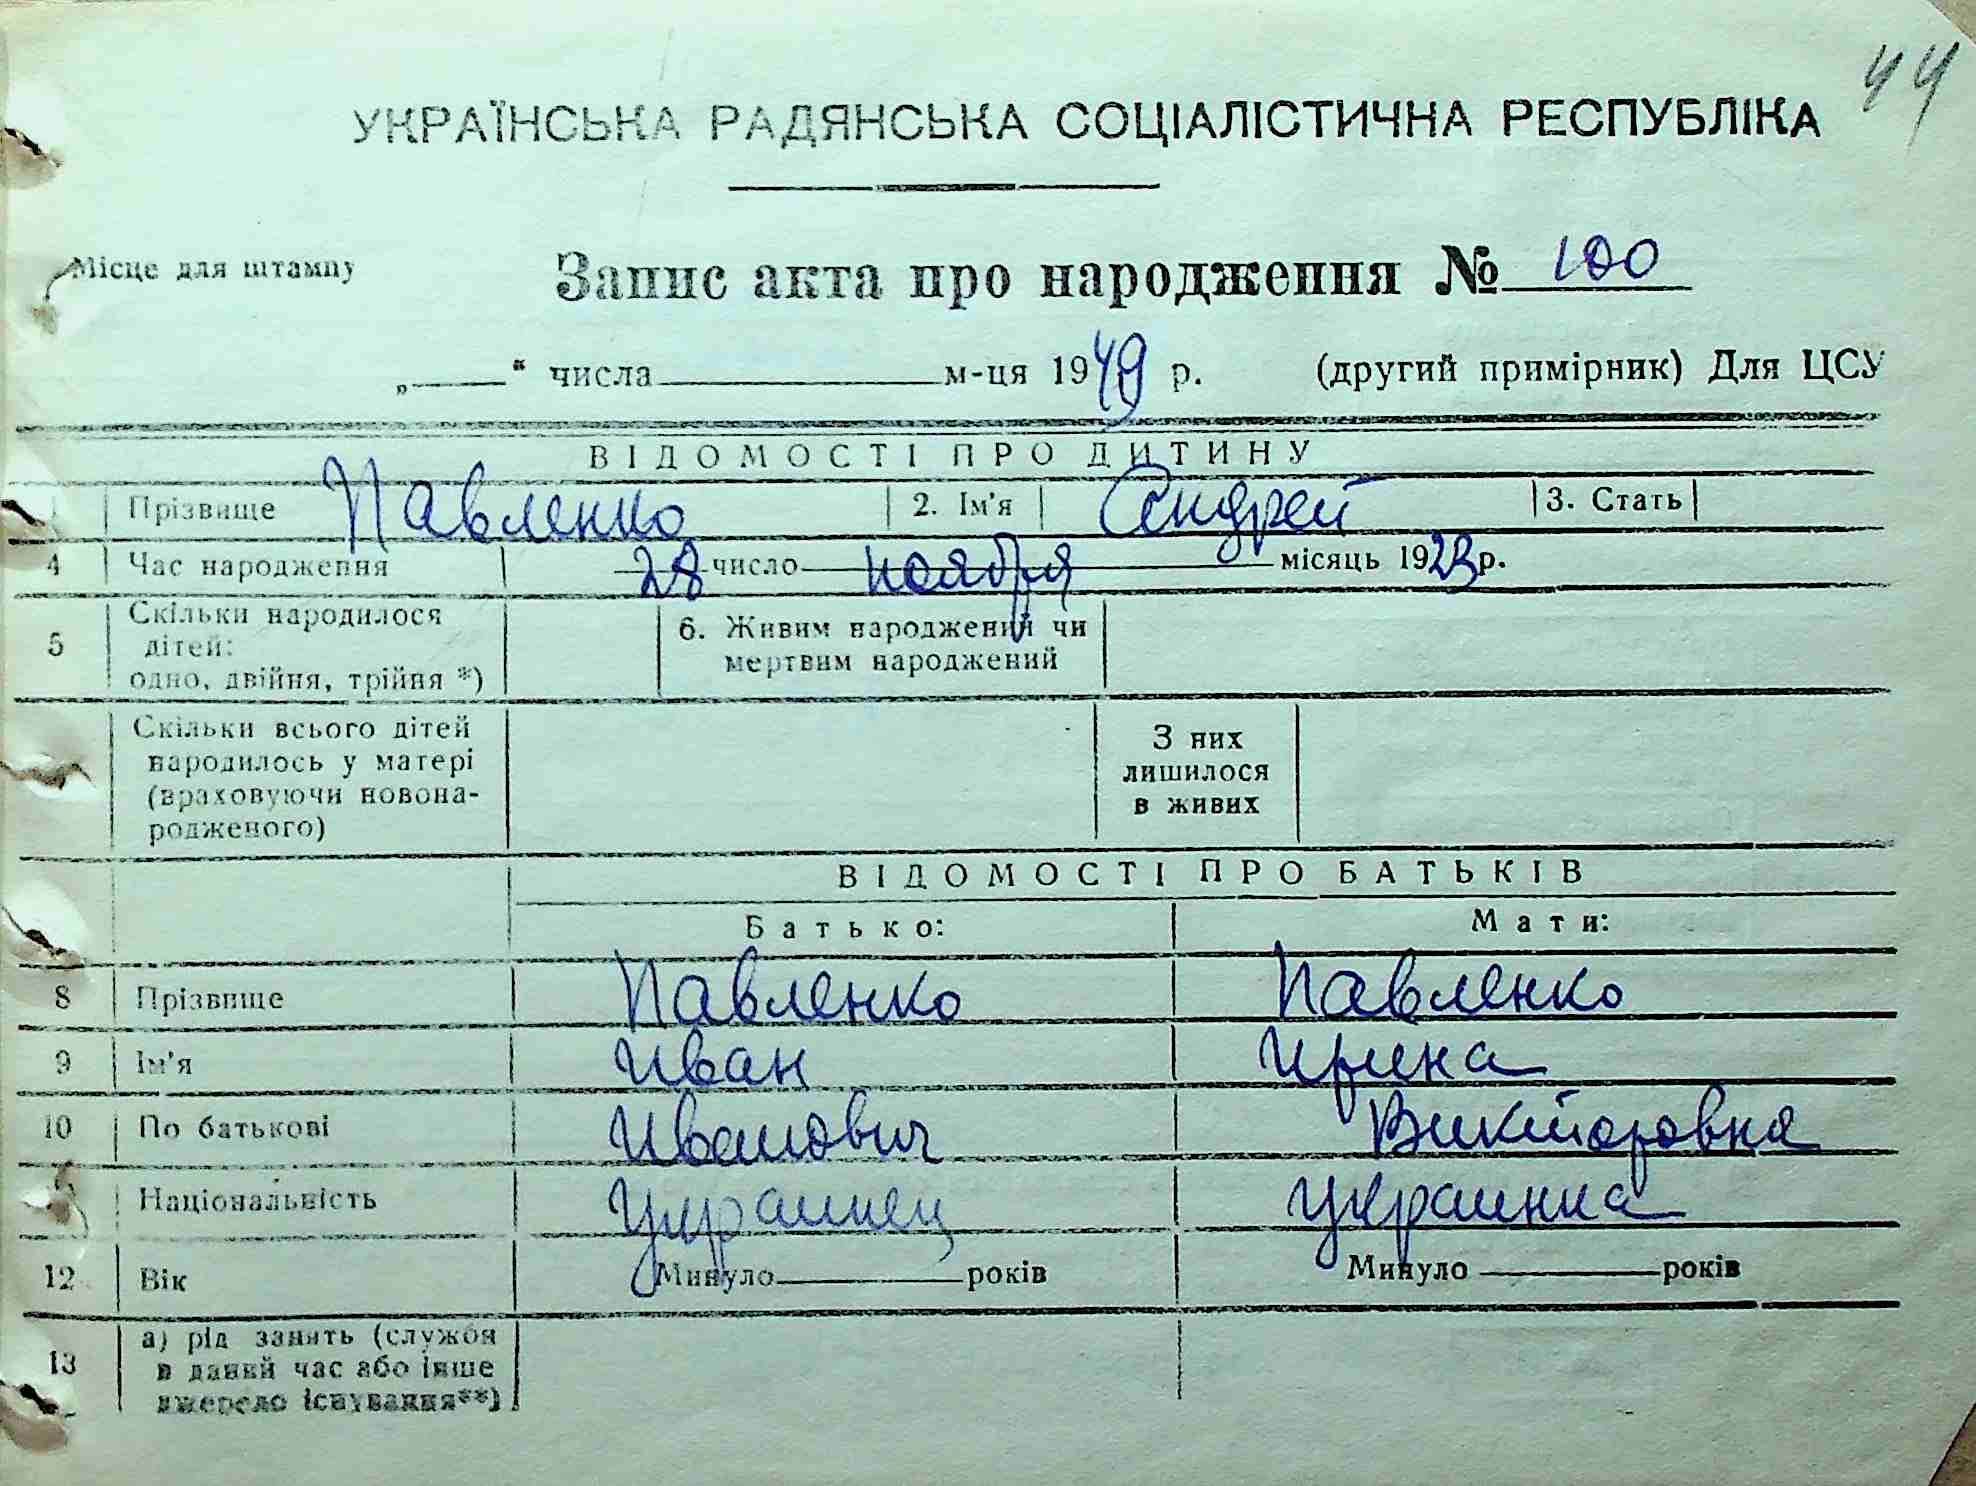 44
УКРАЇНСЬКА РАДЯНСЬКА СОЦІАЛІСТИЧНА РЕСПУБЛІКА
Місце для штампу
Запис акта про народження № 100
„ “ числа м-ця 1949 р. (другий примірник) Для ЦСУ
ВІДОМОСТІ ПРО ДИТИНУ
1 Прізвище Павленко 2. Ім'я Андрей 3. Стать
4 Час народження 28 число ноября місяць 1923 р.
5 Скільки народилося дітей: одно, двійня, трійня *) 6. Живим народжений чи мертвим народжений
Скільки всього дітей народилось у матері (враховуючи новонародженого) З них лишилося в живих
ВІДОМОСТІ ПРО БАТЬКІВ
Батько: Мати:
8 Прізвище Павленко Павленко
9 Ім'я Иван Ирина
10 По батькові Иванович Викторовна
Національність Украинец Украинка
12 Вік Минуло років Минуло років
13 а) рід занять (служба в даний час або інше джерело існування**)